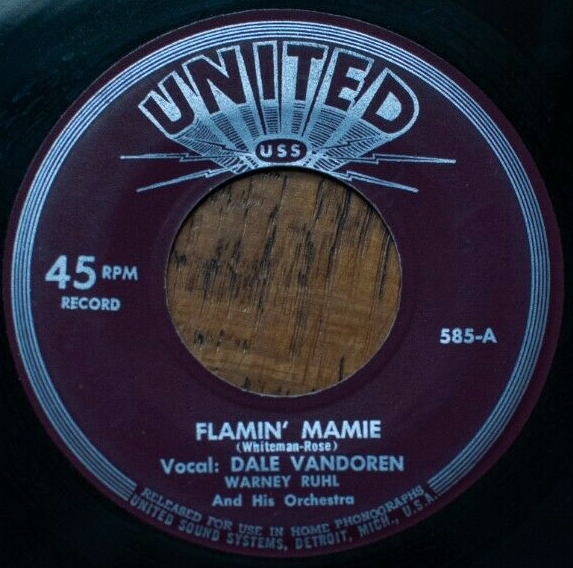 UNITED
USS
45 RPM
RECORD
585-A
FLAMIN' MAMIE
(Whiteman-Rose)
Vocal: DALE VANDOREN
WARNEY RUHL
And His Orchestra
RELEASED FOR USE IN HOME PHONOGRAPHS
UNITED SOUND SYSTEMS, DETROIT, MICH., U.S.A.